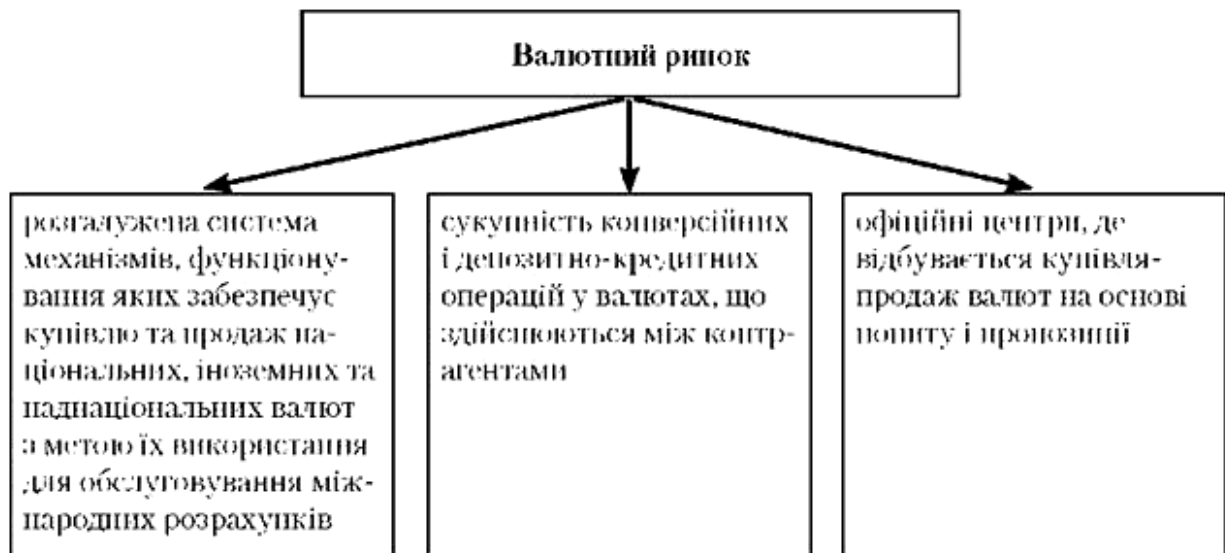 Валютний ринок
розгалужена система
механізмів, функціону-
вання яких забезпечує
купівлю та продаж на-
ціональних, іноземних та
наднаціональних валют
з метою їх використання
для обслуговування між-
народних розрахунків
сукупність конверсійних
і депозитно-кредитних
операцій у валютах, що
здійснюються між контр-
агентами
офіційні центри, де
відбувається купівля-
продаж валют на основі
попиту і пропозиції